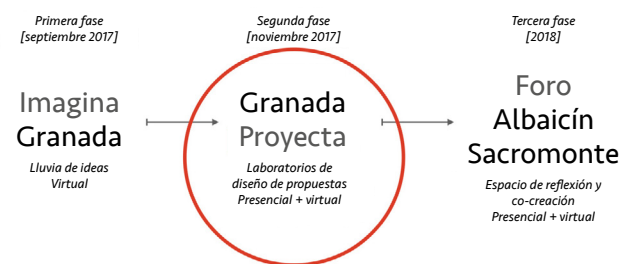 Primera fase
[septiembre 2017]
Imagina
Granada
Lluvia de ideas
Virtual
Segunda fase
[noviembre 2017]
Granada
Proyecta
Laboratorios de
diseño de propuestas
Presencial + virtual
Tercera fase
[2018]
Foro
Albaicín
Sacromonte
Espacio de reflexión y
co-creación
Presencial + virtual